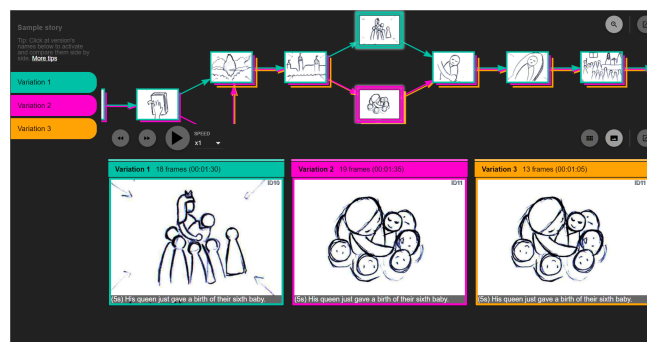 Sample story
Tip: Click at version's
names below to activate
and compare them side by
side. More tips
Variation 1
Variation 2
Variation 3
SPEED
x1
Variation 1 18 frames (00:01:30)
ID10
(5s) His queen just gave a birth of their sixth baby.
Variation 2 19 frames (00:01:35)
ID11
(5s) His queen just gave a birth of their sixth baby.
Variation 3 13 frames (00:01:05)
ID11
(5s) His queen just gave a birth of their sixth baby.